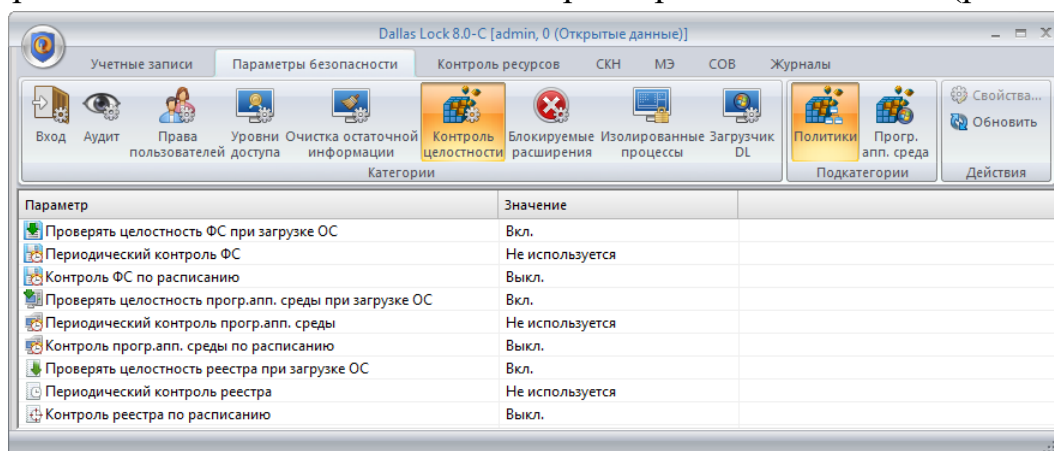 Dallas Lock 8.0-C [admin, 0 (Открытые данные)]
Учетные записи Параметры безопасности Контроль ресурсов СКН МЭ СОВ Журналы
Вход Аудит Права пользователей Уровни доступа Очистка остаточной информации Контроль целостности Блокируемые расширения Изолированные процессы Загрузчик DL Политики Прогр. апп. среда Свойства... Обновить
Категории Подкатегории Действия
Параметр Значение
Проверять целостность ФС при загрузке ОС Вкл.
Периодический контроль ФС Не используется
Контроль ФС по расписанию Выкл.
Проверять целостность прогр.апп. среды при загрузке ОС Вкл.
Периодический контроль прогр.апп. среды Не используется
Контроль прогр.апп. среды по расписанию Выкл.
Проверять целостность реестра при загрузке ОС Вкл.
Периодический контроль реестра Не используется
Контроль реестра по расписанию Выкл.